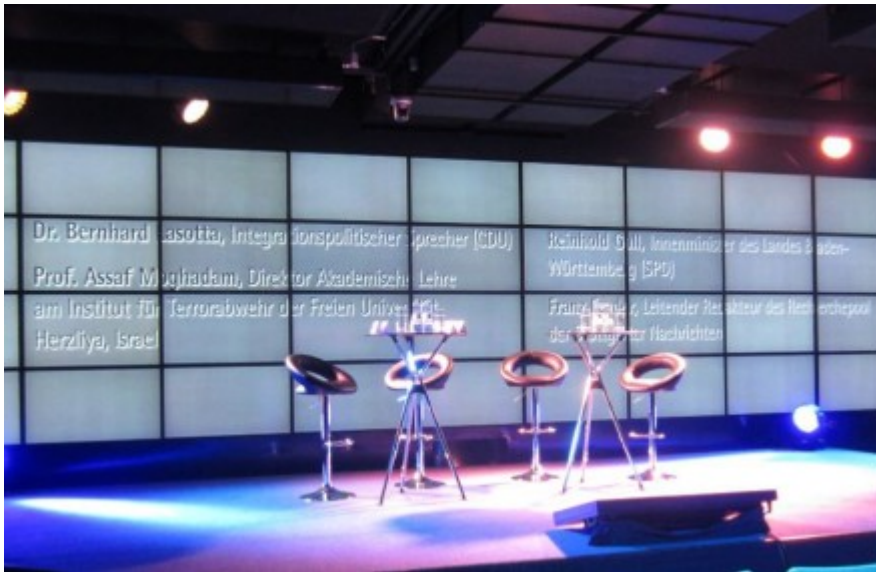 Dr. Bernhard Lasotta, Integrationspolitischer Sprecher (CDU)
Prof. Assaf Moghadam, Direktor Akademische Lehre
am Institut für Terrorabwehr der Freien Universität
Herzliya, Israel
Reinhold Gall, Innenminister des Landes Baden-
Württemberg (SPD)
Franz, Leitender Redakteur des Recherchepool
der Nachrichten